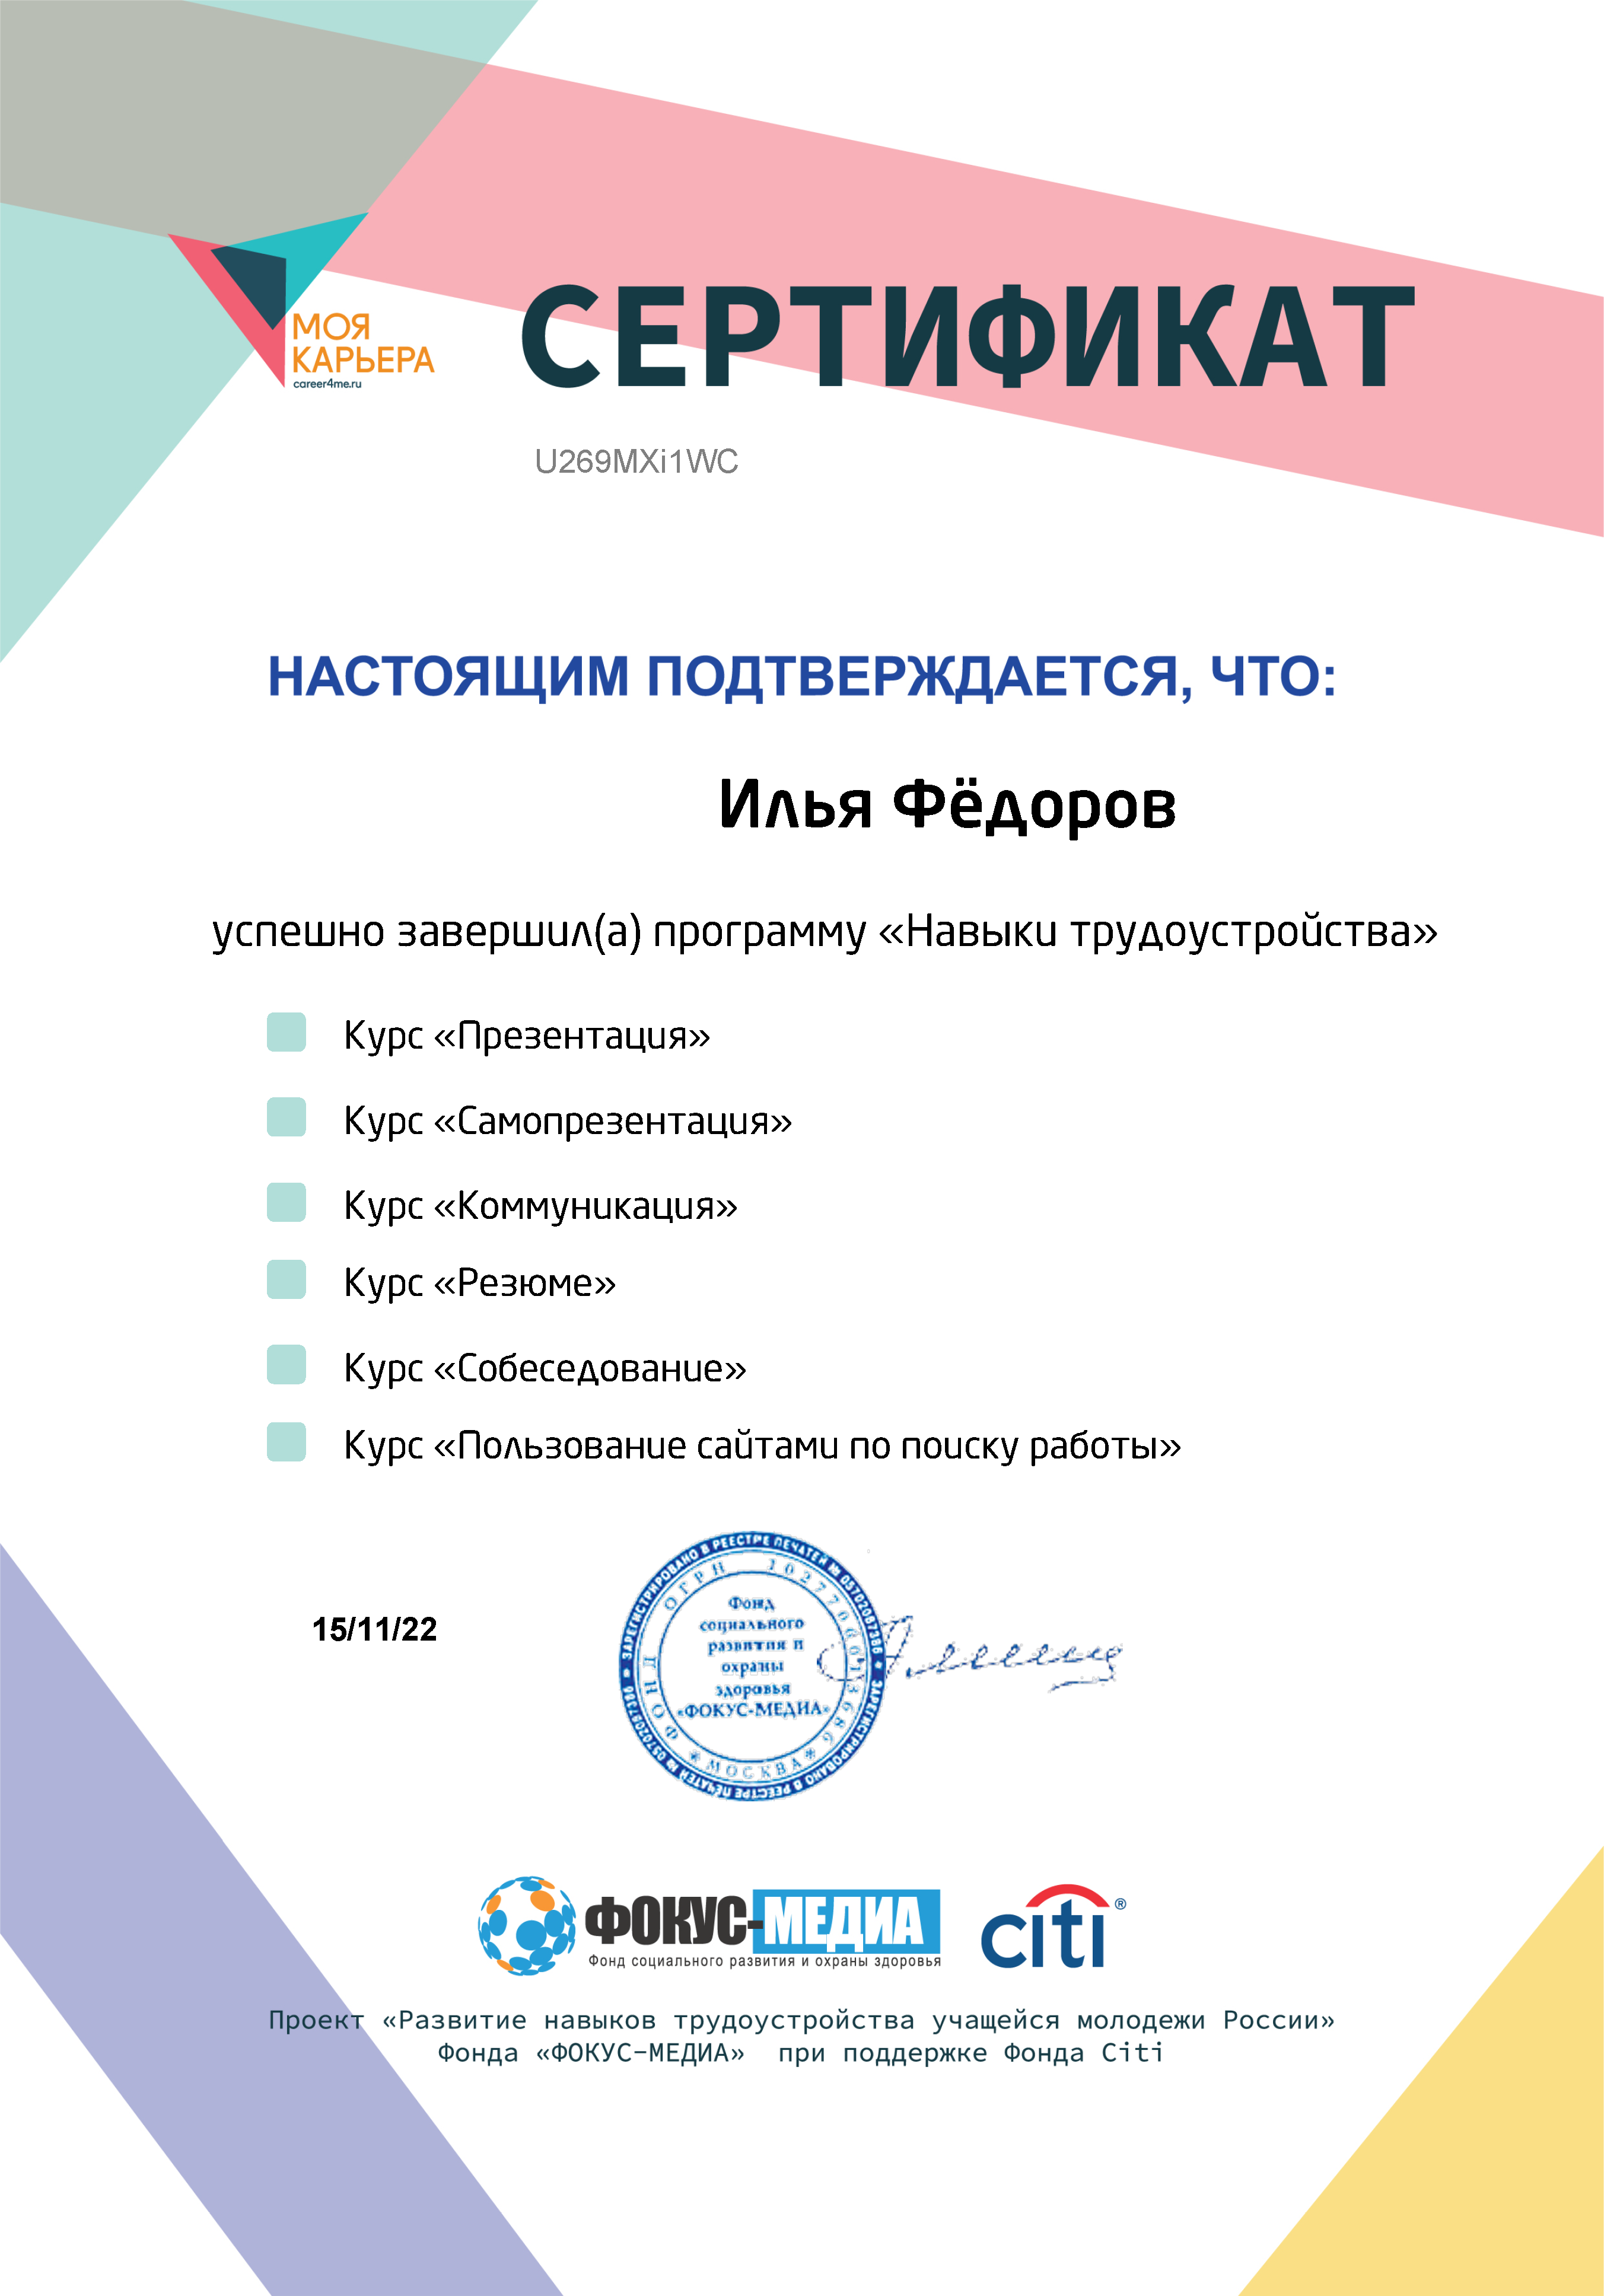 МОЯ
КАРЬЕРА
career4me.ru
СЕРТИФИКАТ
U269MXi1WC
НАСТОЯЩИМ ПОДТВЕРЖДАЕТСЯ, ЧТО:
Илья Фёдоров
успешно завершил(а) программу «Навыки трудоустройства»
Курс «Презентация»
Курс «Самопрезентация»
Курс «Коммуникация»
Курс «Резюме»
Курс «Собеседование»
Курс «Пользование сайтами по поиску работы»
15/11/22
ЗАРЕГИСТРИРОВАНО В РЕЕСТРЕ ПЕЧАТЕЙ №
ФОНД ОГРН
* МОСКВА *
Фонд
социального
развития и
охраны
здоровья
«ФОКУС-МЕДИА»
ФОКУС-МЕДИА
Фонд социального развития и охраны здоровья
citi®
Проект «Развитие навыков трудоустройства учащейся молодежи России»
Фонда «ФОКУС-МЕДИА» при поддержке Фонда Citi